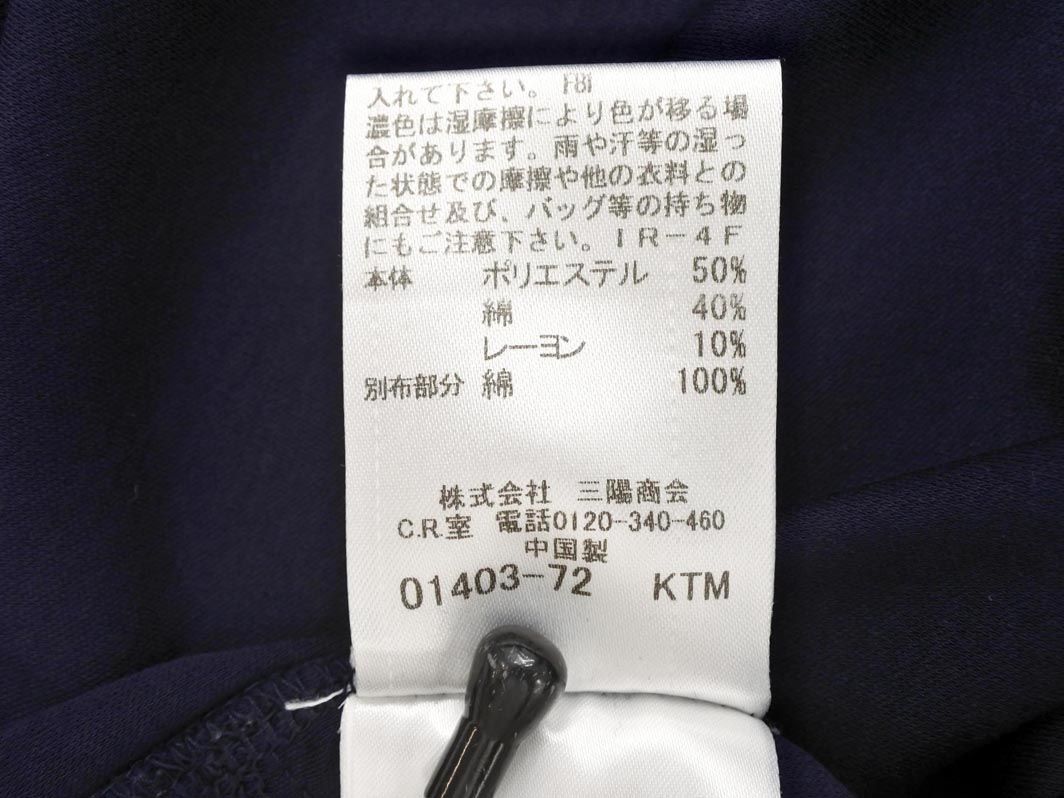 入れて下さい。 F8I
濃色は湿摩擦により色が移る場
合があります。雨や汗等の湿っ
た状態での摩擦や他の衣料との
組合せ及び、バッグ等の持ち物
にもご注意下さい。IR-4F
本体 ポリエステル 50%
綿 40%
レーヨン 10%
別布部分 綿 100%
株式会社 三陽商会
C.R.室 電話0120-340-460
中国製
01403-72 KTM